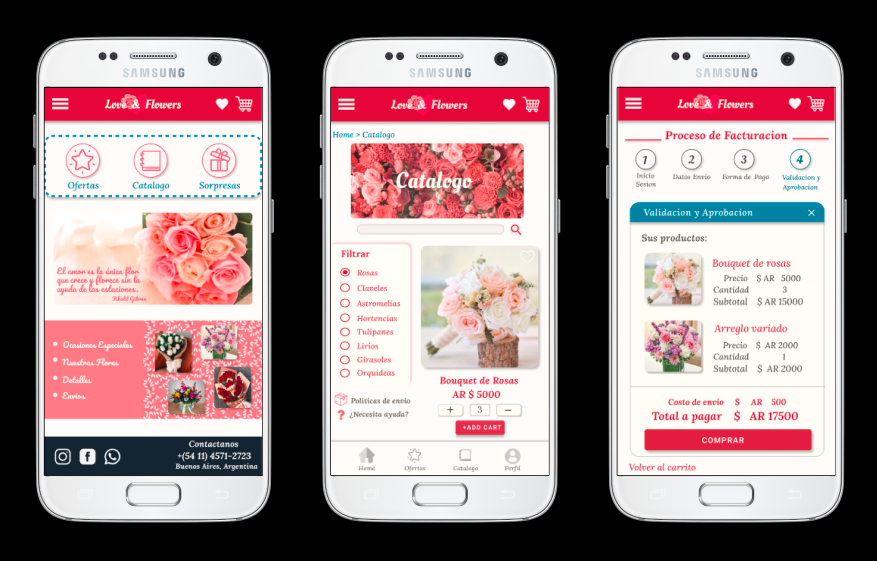 SAMSUNG
Love & Flowers
Ofertas
Catalogo
Sorpresas
El amor es la única flor
que crece y florece sin la
ayuda de las estaciones..
Khalil Gibran
Ocasiones Especiales
Nuestras Flores
Detalles
Envios
Contactanos
+(54 11) 4571-2723
Buenos Aires, Argentina
SAMSUNG
Love & Flowers
Home > Catalogo
Catalogo
Filtrar
Rosas
Claveles
Astromelias
Hortencias
Tulipanes
Lirios
Girasoles
Orquideas
Politicas de envio
¿Necesita ayuda?
Bouquet de Rosas
AR $ 5000
+ 3 −
+ADD CART
Home
Ofertas
Catalogo
Perfil
SAMSUNG
Love & Flowers
Proceso de Facturacion
1
Inicio
Sesion
2
Datos Envio
3
Forma de Pago
4
Validacion y
Aprobacion
Validacion y Aprobacion
Sus productos:
Bouquet de rosas
Precio $ AR 5000
Cantidad 3
Subtotal $ AR 15000
Arreglo variado
Precio $ AR 2000
Cantidad 1
Subtotal $ AR 2000
Costo de envio $ AR 500
Total a pagar $ AR 17500
COMPRAR
Volver al carrito